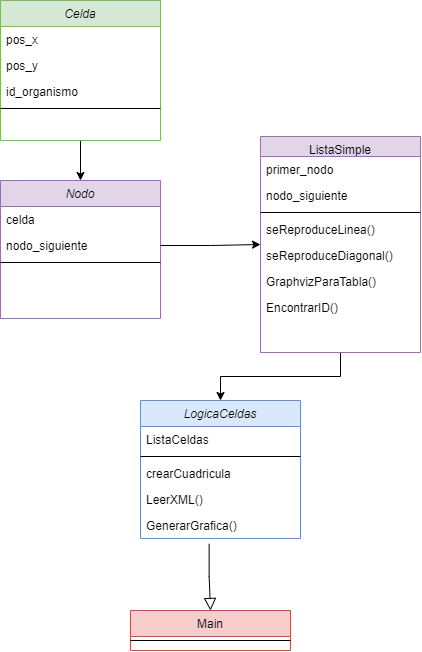 Celda
pos_x
pos_y
id_organismo
Nodo
celda
nodo_siguiente
ListaSimple
primer_nodo
nodo_siguiente
seReproduceLinea()
seReproduceDiagonal()
GraphvizParaTabla()
EncontrarID()
LogicaCeldas
ListaCeldas
crearCuadricula
LeerXML()
GenerarGrafica()
Main